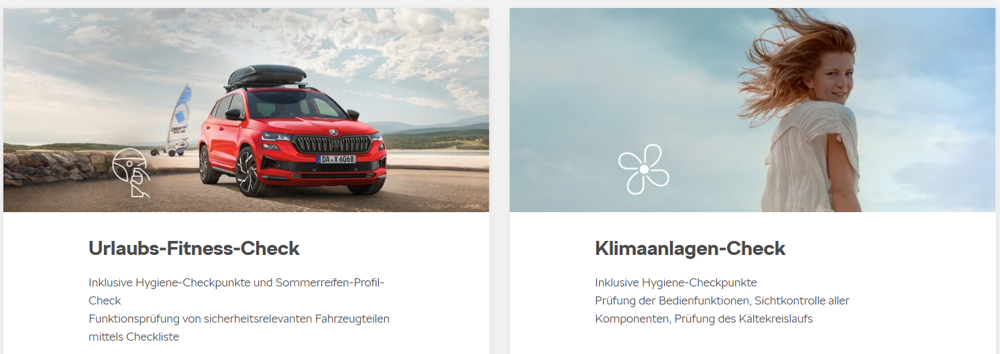 DA X 6068
Urlaubs-Fitness-Check
Inklusive Hygiene-Checkpunkte und Sommerreifen-Profil-
Check
Funktionsprüfung von sicherheitsrelevanten Fahrzeugteilen
mittels Checkliste
Klimaanlagen-Check
Inklusive Hygiene-Checkpunkte
Prüfung der Bedienfunktionen, Sichtkontrolle aller
Komponenten, Prüfung des Kältekreislaufs